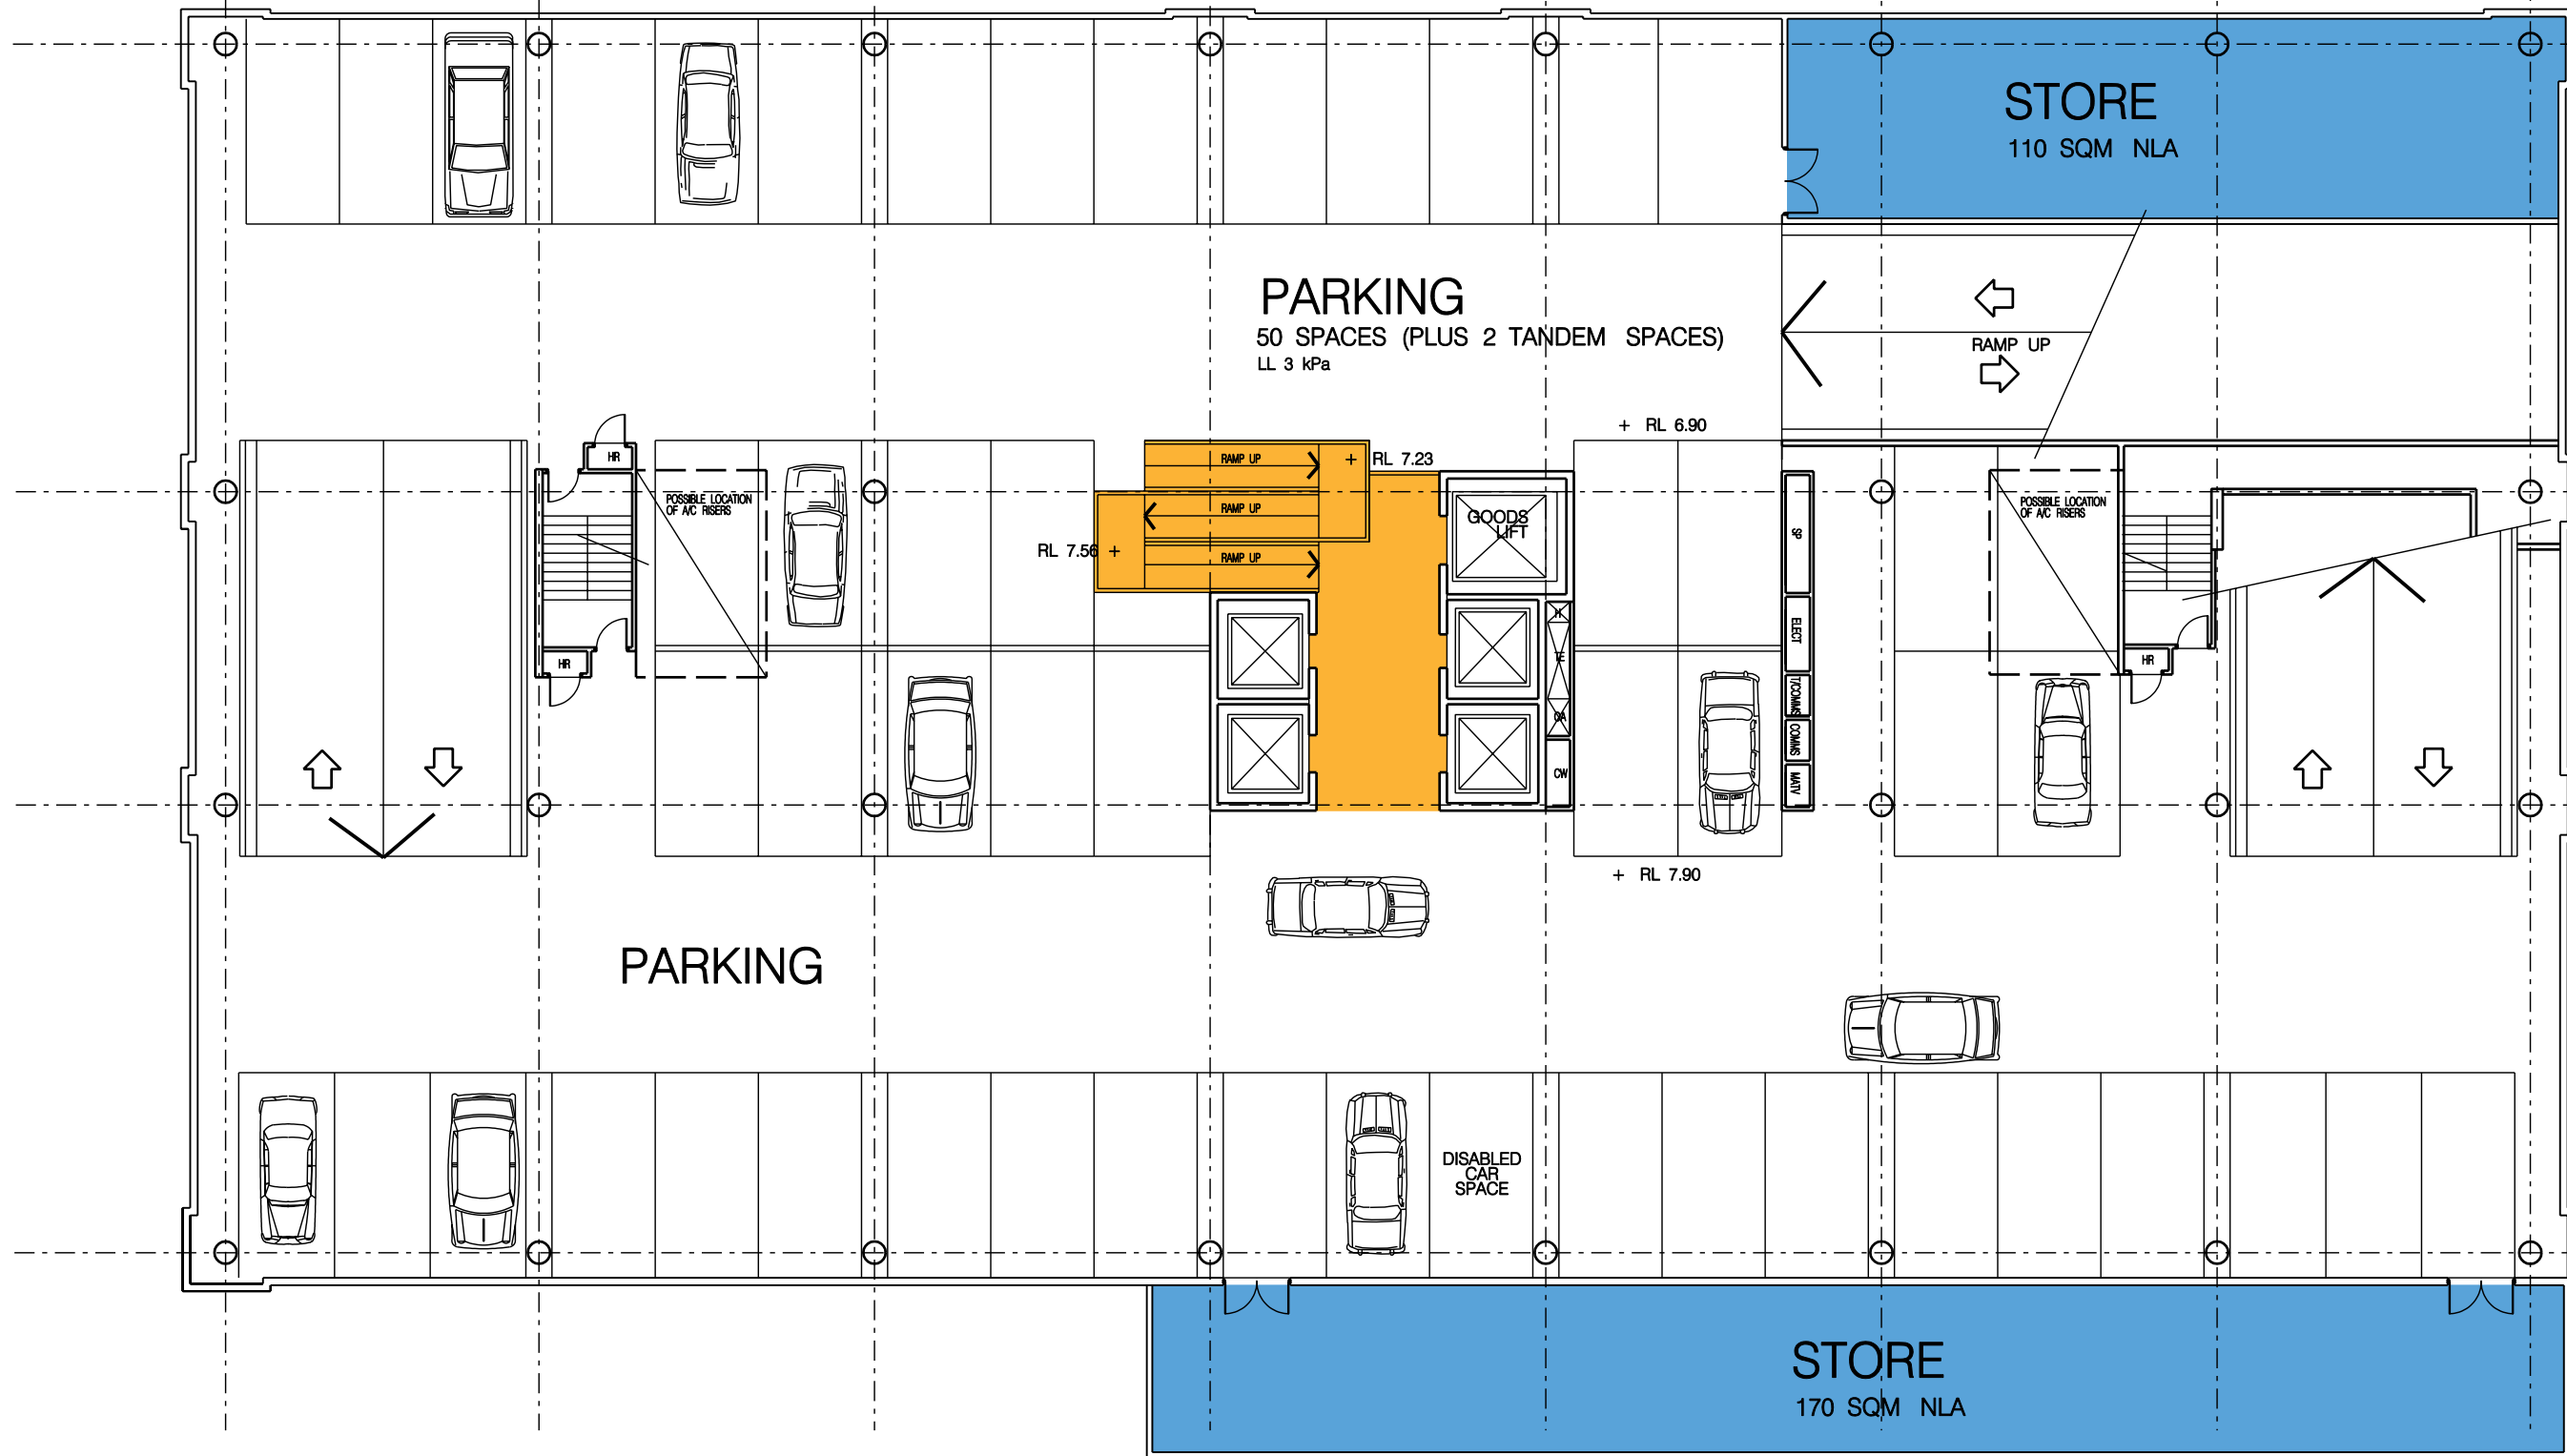 STORE
110 SQM NLA
PARKING
50 SPACES (PLUS 2 TANDEM SPACES)
LL 3 kPa
RAMP UP
+ RL 6.90
HR
RAMP UP
+ RL 7.23
POSSIBLE LOCATION
OF A/C RISERS
RAMP UP
GOODS
LIFT
POSSIBLE LOCATION
OF A/C RISERS
RL 7.56 +
RAMP UP
ELECT
TE
HR
HR
T/COMMS
CA
COMMS
CW
MATV
+ RL 7.90
PARKING
DISABLED
CAR
SPACE
STORE
170 SQM NLA